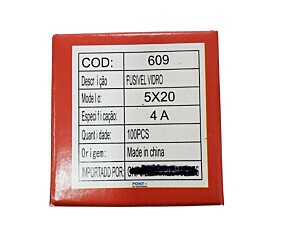 COD: 609
Descrição FUSIVEL VIDRO
Modelo: 5X20
Especificação: 4 A
Quantidade: 100PCS
Origem: Made in china
IMPORTADO POR: